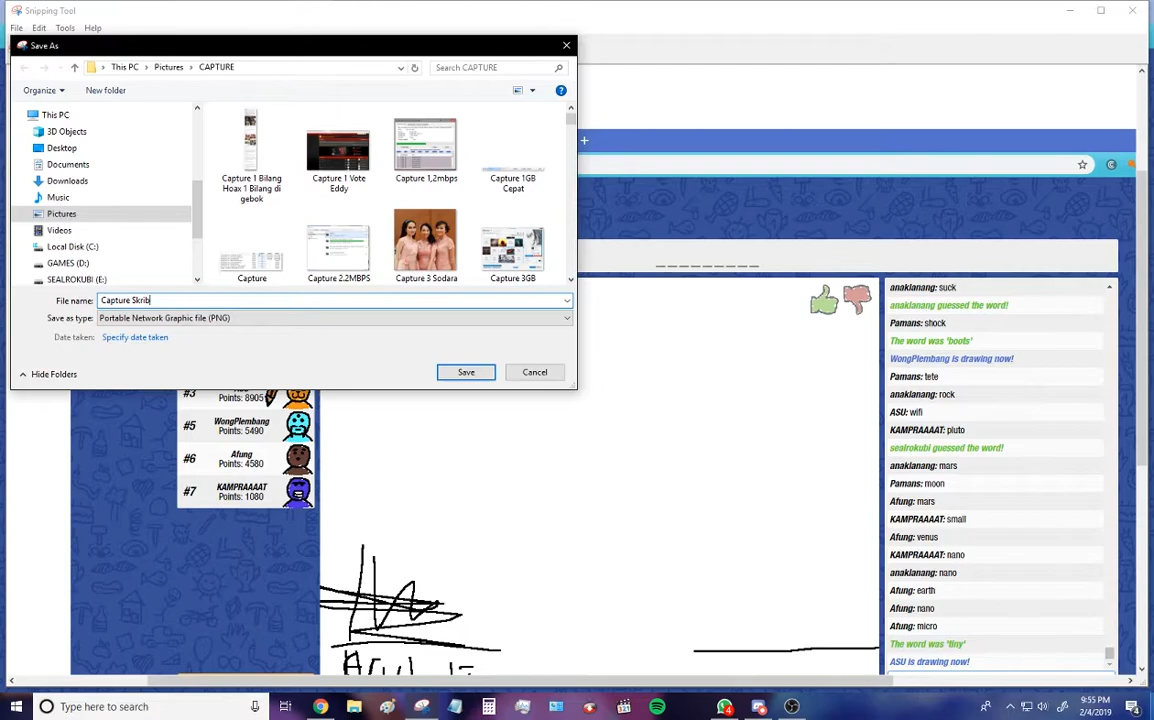 Snipping Tool
File Edit Tools Help
Save As
This PC Pictures CAPTURE
Search CAPTURE
Organize
New folder
This PC
3D Objects
Desktop
Documents
Downloads
Music
Pictures
Videos
Local Disk (C:)
GAMES (D:)
SEALROKUBI (E:)
Capture 1 Bilang
Hoax 1 Bilang di
gebok
Capture 1 Vote
Eddy
Capture 1,2mbps
Capture 1GB
Cepat
Capture
Capture 2.2MBPS
Capture 3 Sodara
Capture 3GB
File name: Capture Skrib
Save as type: Portable Network Graphic file (PNG)
Date taken: Specify date taken
Hide Folders
Save
Cancel
#3
Points: 8905
#5 WongPlembang
Points: 5490
#6 Afung
Points: 4580
#7 KAMPRAAAAT
Points: 1080
anaklanang: suck
anaklanang guessed the word!
Pamans: shock
The word was 'boots'
WongPlembang is drawing now!
Pamans: tete
anaklanang: rock
ASU: wifi
KAMPRAAAAT: pluto
sealrokubi guessed the word!
anaklanang: mars
Pamans: moon
Afung: mars
KAMPRAAAAT: small
Afung: venus
KAMPRAAAAT: nano
anaklanang: nano
Afung: earth
Afung: nano
Afung: micro
The word was 'tiny'
ASU is drawing now!
Type here to search
4
9:55 PM
2/4/2019
4